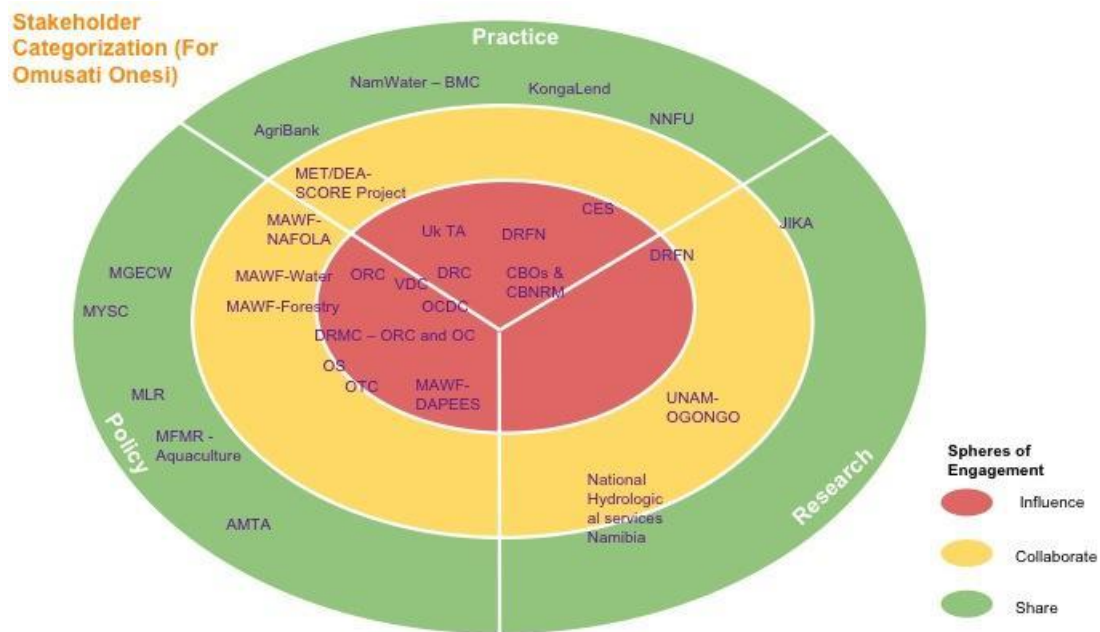 Stakeholder
Categorization (For
Omusati Onesi)
Practice
NamWater – BMC
KongaLend
NNFU
AgriBank
MET/DEA-
SCORE Project
CES
MAWF-
NAFOLA
Uk TA
DRFN
JIKA
DRFN
MGECW
MAWF-Water
ORC
VDC
DRC
CBOs &
CBNRM
MYSC
MAWF-Forestry
OCDC
DRMC – ORC and OC
OS
OTC
MAWF-
DAPEES
MLR
UNAM-
OGONGO
Policy
MFMR -
Aquaculture
AMTA
National
Hydrologic
al services
Namibia
Research
Spheres of
Engagement
Influence
Collaborate
Share